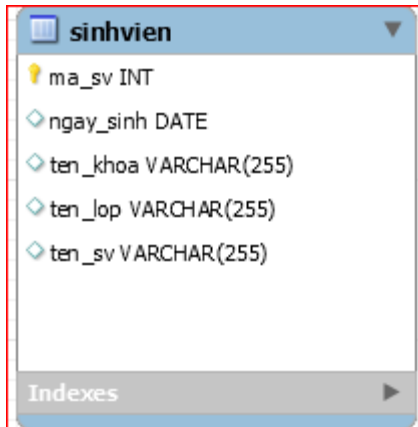 sinhvien
ma_sv INT
ngay_sinh DATE
ten_khoa VARCHAR(255)
ten_lop VARCHAR(255)
ten_sv VARCHAR(255)
Indexes